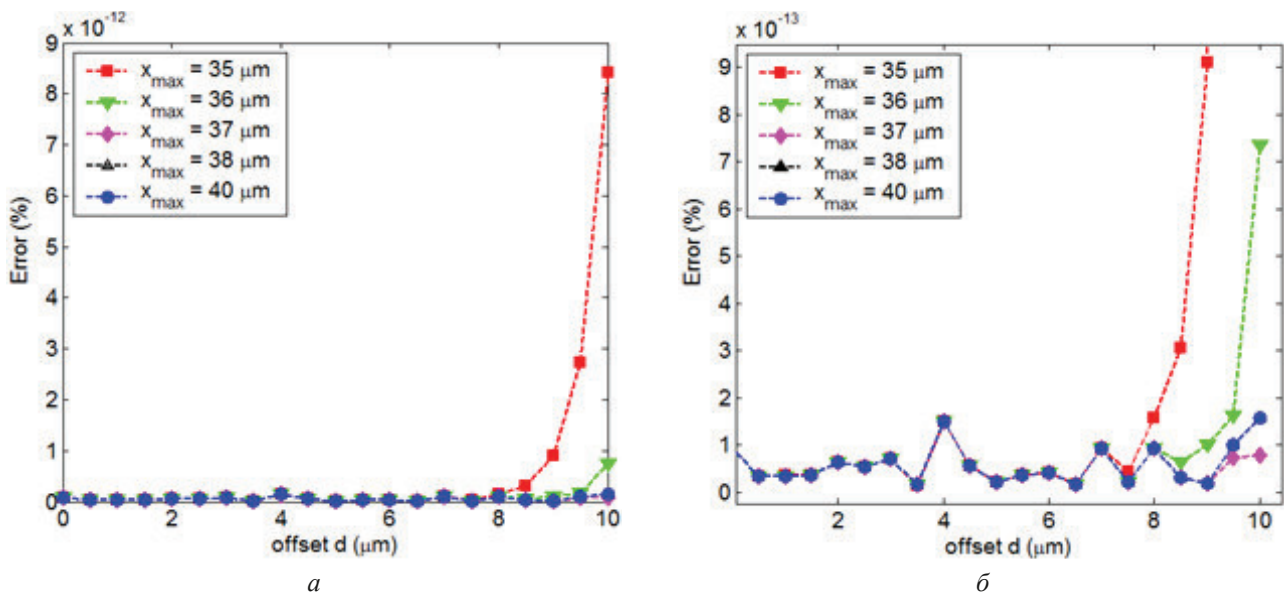 x 10^-12
9
8
7
6
5
4
3
2
1
0
0 2 4 6 8 10
Error (%)
offset d (μm)
x_max = 35 μm
x_max = 36 μm
x_max = 37 μm
x_max = 38 μm
x_max = 40 μm
а
x 10^-13
9
8
7
6
5
4
3
2
1
0
2 4 6 8 10
Error (%)
offset d (μm)
x_max = 35 μm
x_max = 36 μm
x_max = 37 μm
x_max = 38 μm
x_max = 40 μm
б